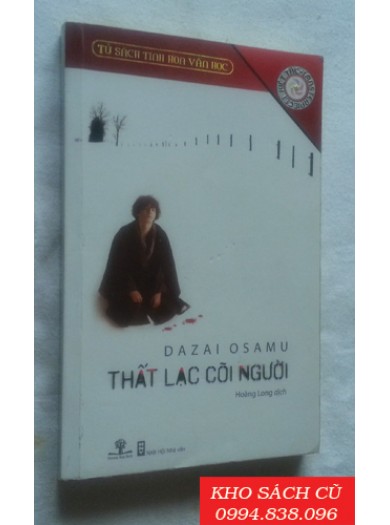 TỦ SÁCH TINH HOA VĂN HỌC
DAZAI OSAMU
THẤT LẠC CÕI NGƯỜI
Hoàng Long dịch
KHO SÁCH CŨ
0994.838.096